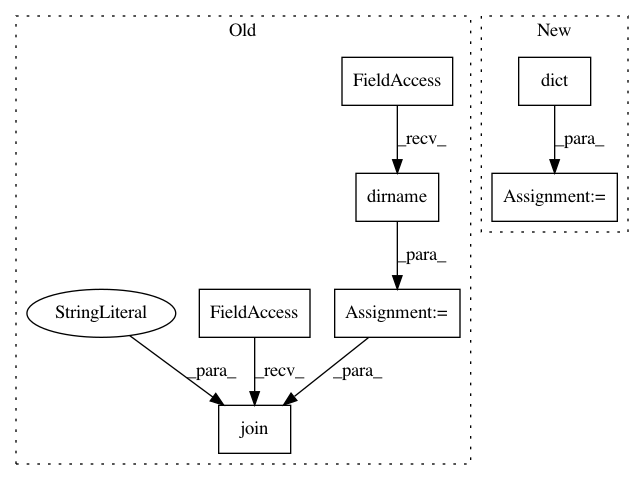 Old
New
FieldAccess
dict
_recv_
_para_
dirname
Assignment:=
_para_
StringLiteral
FieldAccess
Assignment:=
_para_
_recv_
_para_
join